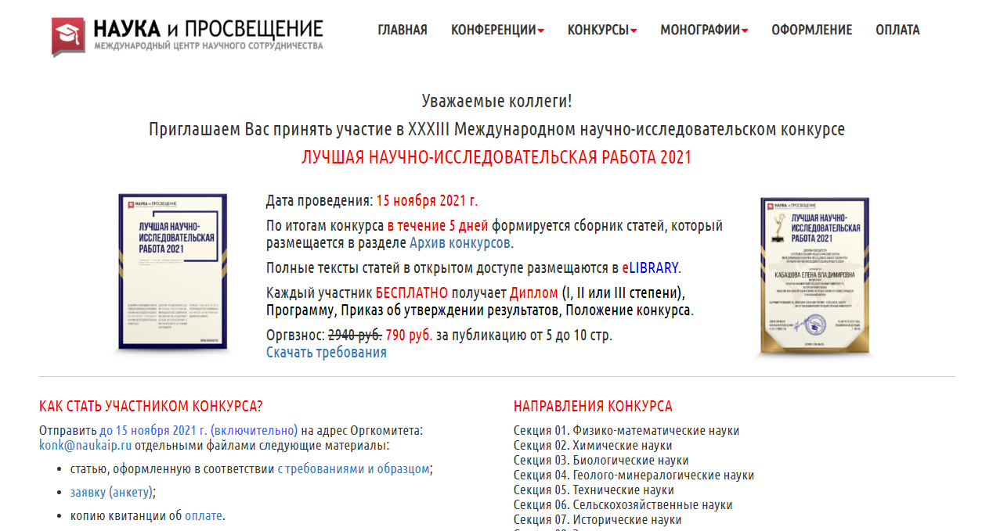 НАУКА и ПРОСВЕЩЕНИЕ
МЕЖДУНАРОДНЫЙ ЦЕНТР НАУЧНОГО СОТРУДНИЧЕСТВА
ГЛАВНАЯ КОНФЕРЕНЦИИ КОНКУРСЫ МОНОГРАФИИ ОФОРМЛЕНИЕ ОПЛАТА
Уважаемые коллеги!
Приглашаем Вас принять участие в XXXIII Международном научно-исследовательском конкурсе
ЛУЧШАЯ НАУЧНО-ИССЛЕДОВАТЕЛЬСКАЯ РАБОТА 2021
НАУКА и ПРОСВЕЩЕНИЕ
ЛУЧШАЯ НАУЧНО-
ИССЛЕДОВАТЕЛЬСКАЯ
РАБОТА 2021
WWW.NAUKAIP.RU
Дата проведения: 15 ноября 2021 г.
По итогам конкурса в течение 5 дней формируется сборник статей, который
размещается в разделе Архив конкурсов.
Полные тексты статей в открытом доступе размещаются в eLIBRARY.
Каждый участник БЕСПЛАТНО получает Диплом (I, II или III степени),
Программу, Приказ об утверждении результатов, Положение конкурса.
Оргвзнос: 2940 руб. 790 руб. за публикацию от 5 до 10 стр.
Скачать требования
НАУКА и ПРОСВЕЩЕНИЕ
ЛУЧШАЯ НАУЧНО-
ИССЛЕДОВАТЕЛЬСКАЯ
РАБОТА 2021
КАБАШОВА ЕЛЕНА ВЛАДИМИРОВНА
КАК СТАТЬ УЧАСТНИКОМ КОНКУРСА?
Отправить до 15 ноября 2021 г. (включительно) на адрес Оргкомитета:
konk@naukaip.ru отдельными файлами следующие материалы:
• статью, оформленную в соответствии с требованиями и образцом;
• заявку (анкету);
• копию квитанции об оплате.
НАПРАВЛЕНИЯ КОНКУРСА
Секция 01. Физико-математические науки
Секция 02. Химические науки
Секция 03. Биологические науки
Секция 04. Геолого-минералогические науки
Секция 05. Технические науки
Секция 06. Сельскохозяйственные науки
Секция 07. Исторические науки